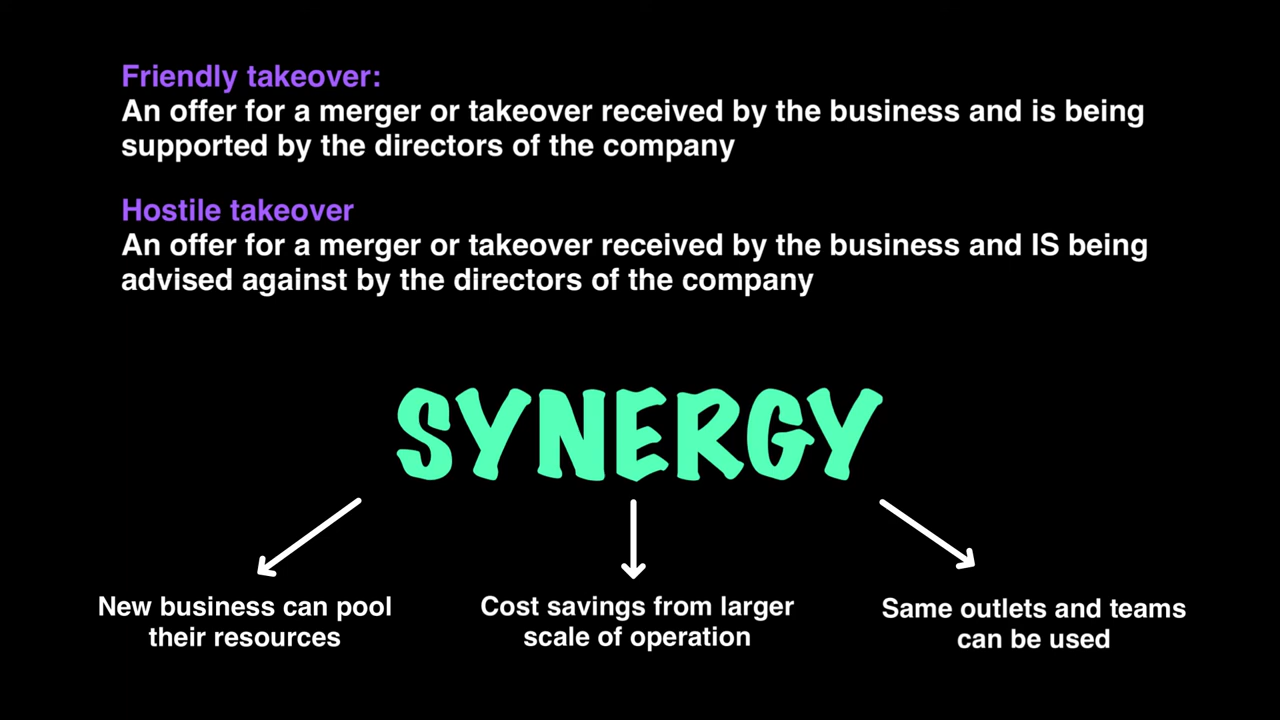 Friendly takeover:
An offer for a merger or takeover received by the business and is being
supported by the directors of the company
Hostile takeover
An offer for a merger or takeover received by the business and IS being
advised against by the directors of the company
SYNERGY
New business can pool
their resources
Cost savings from larger
scale of operation
Same outlets and teams
can be used